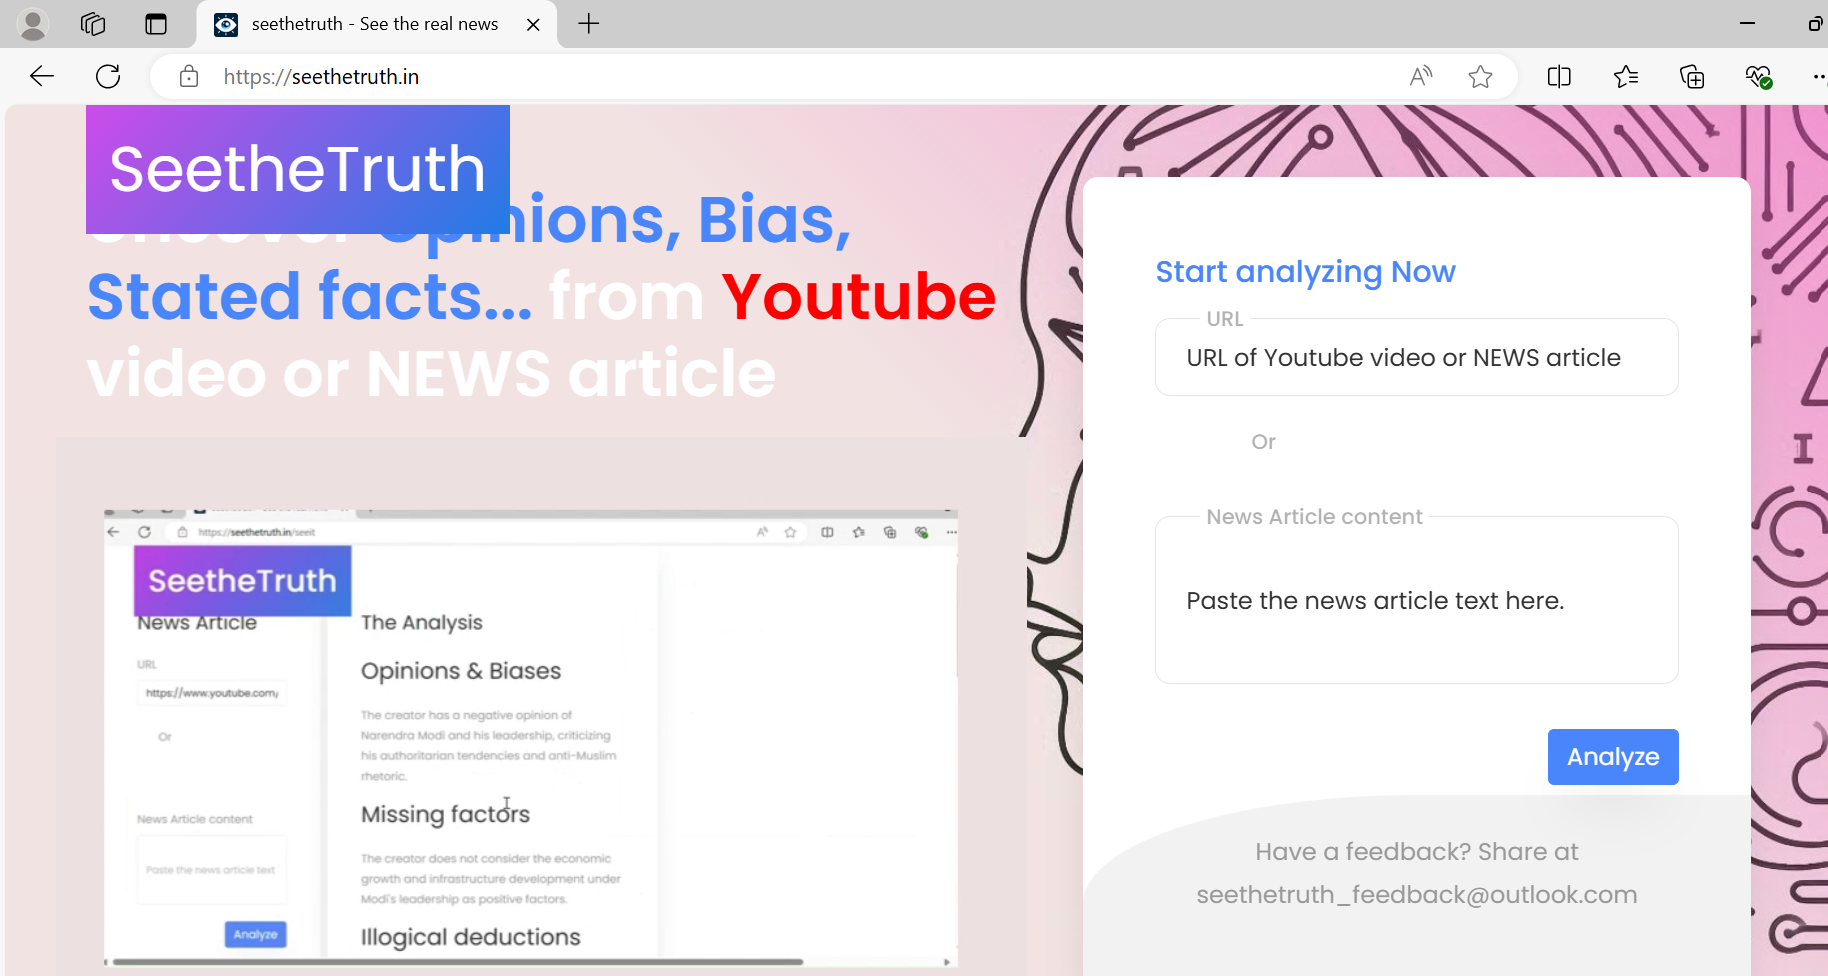 seethetruth - See the real news
https://seethetruth.in
SeetheTruth
Uncover Opinions, Bias,
Stated facts... from Youtube
video or NEWS article
https://seethetruth.in/seeit
SeetheTruth
News Article
URL
https://www.youtube.com/
Or
News Article content
Paste the news article text
Analyze
The Analysis
Opinions & Biases
The creator has a negative opinion of
Narendra Modi and his leadership, criticizing
his authoritarian tendencies and anti-Muslim
rhetoric.
Missing factors
The creator does not consider the economic
growth and infrastructure development under
Modi's leadership as positive factors.
Illogical deductions
Start analyzing Now
URL
URL of Youtube video or NEWS article
Or
News Article content
Paste the news article text here.
Analyze
Have a feedback? Share at
seethetruth_feedback@outlook.com